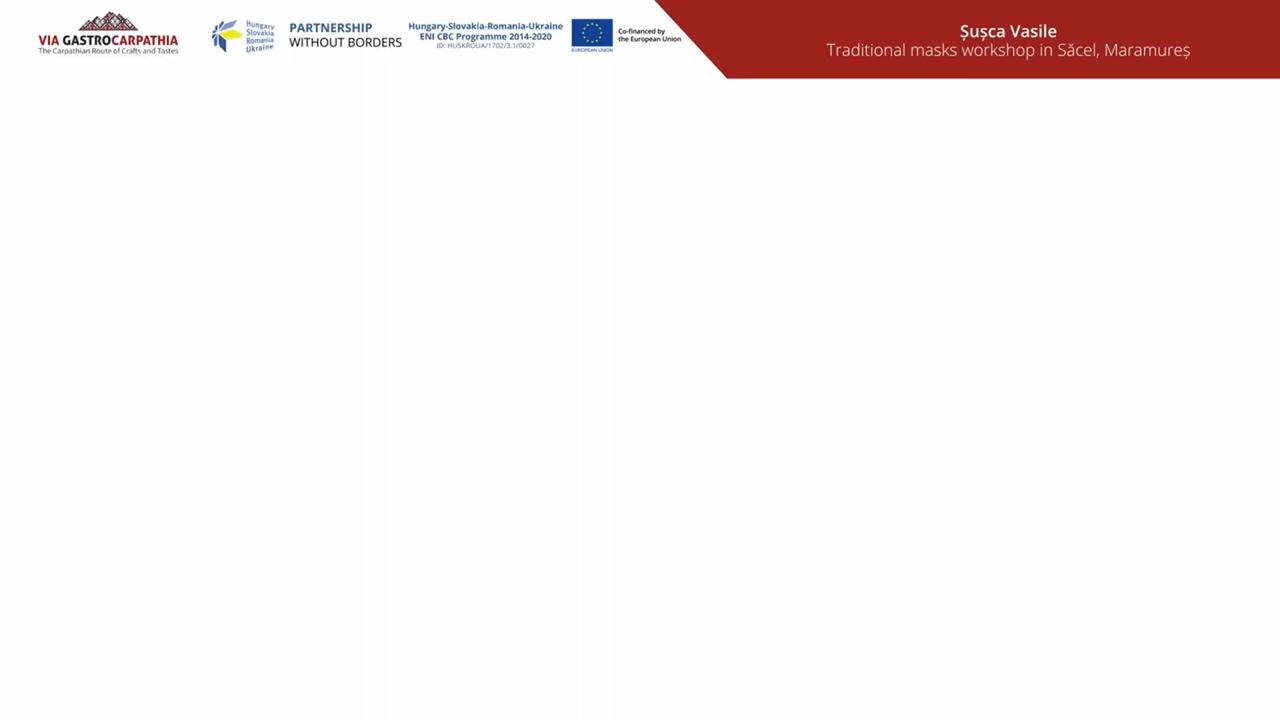 VIA GASTROCARPATHIA
The Carpathian Route of Crafts and Tastes
Hungary
Slovakia
Romania
Ukraine
PARTNERSHIP
WITHOUT BORDERS
Hungary-Slovakia-Romania-Ukraine
ENI CBC Programme 2014-2020
ID: HUSKROUA/1702/3.1/0027
EUROPEAN UNION
Co-financed by
the European Union
Șușca Vasile
Traditional masks workshop in Săcel, Maramureș